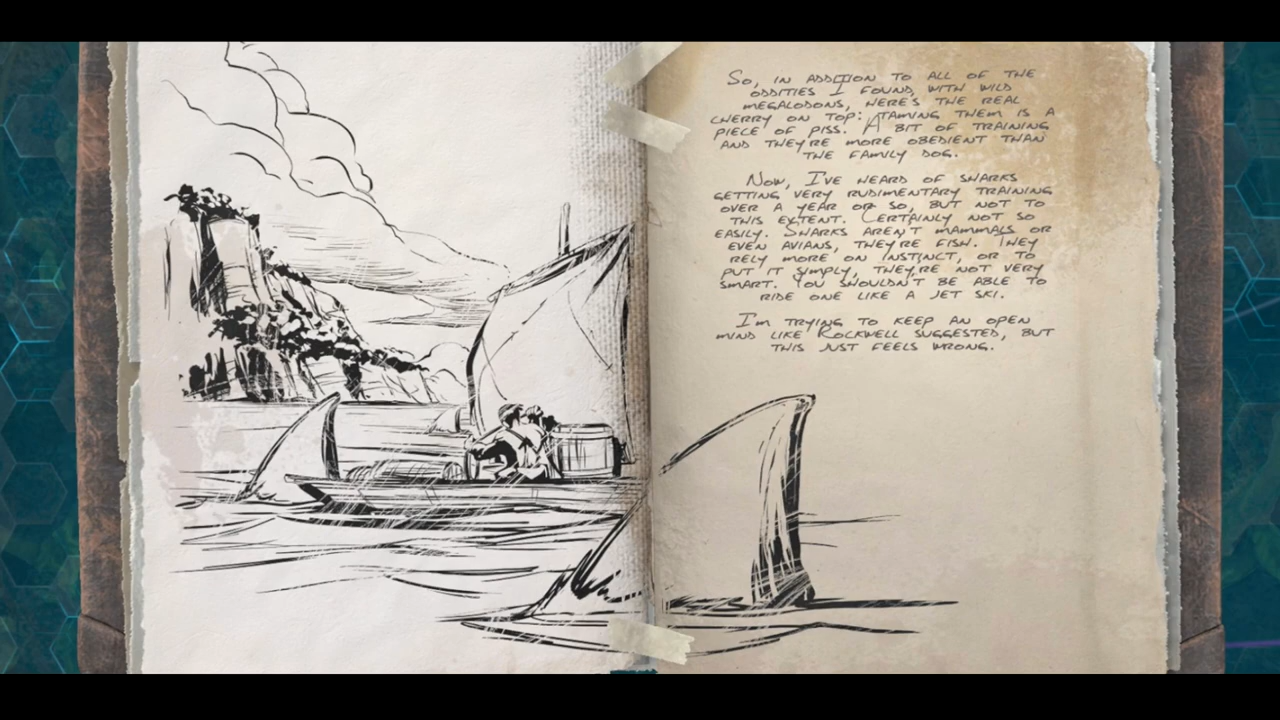 So, in addition to all of the
oddities I found with wild
megalodons, here's the real
cherry on top: taming them is a
piece of piss. A bit of training
and they're more obedient than
the family dog.
Now, I've heard of sharks
getting very rudimentary training
over a year or so, but not to
this extent. Certainly not so
easily. Sharks aren't mammals or
even avians, they're fish. They
rely more on instinct, or to
put it simply, they're not very
smart. You shouldn't be able to
ride one like a jet ski.
I'm trying to keep an open
mind like Rockwell suggested, but
this just feels wrong.